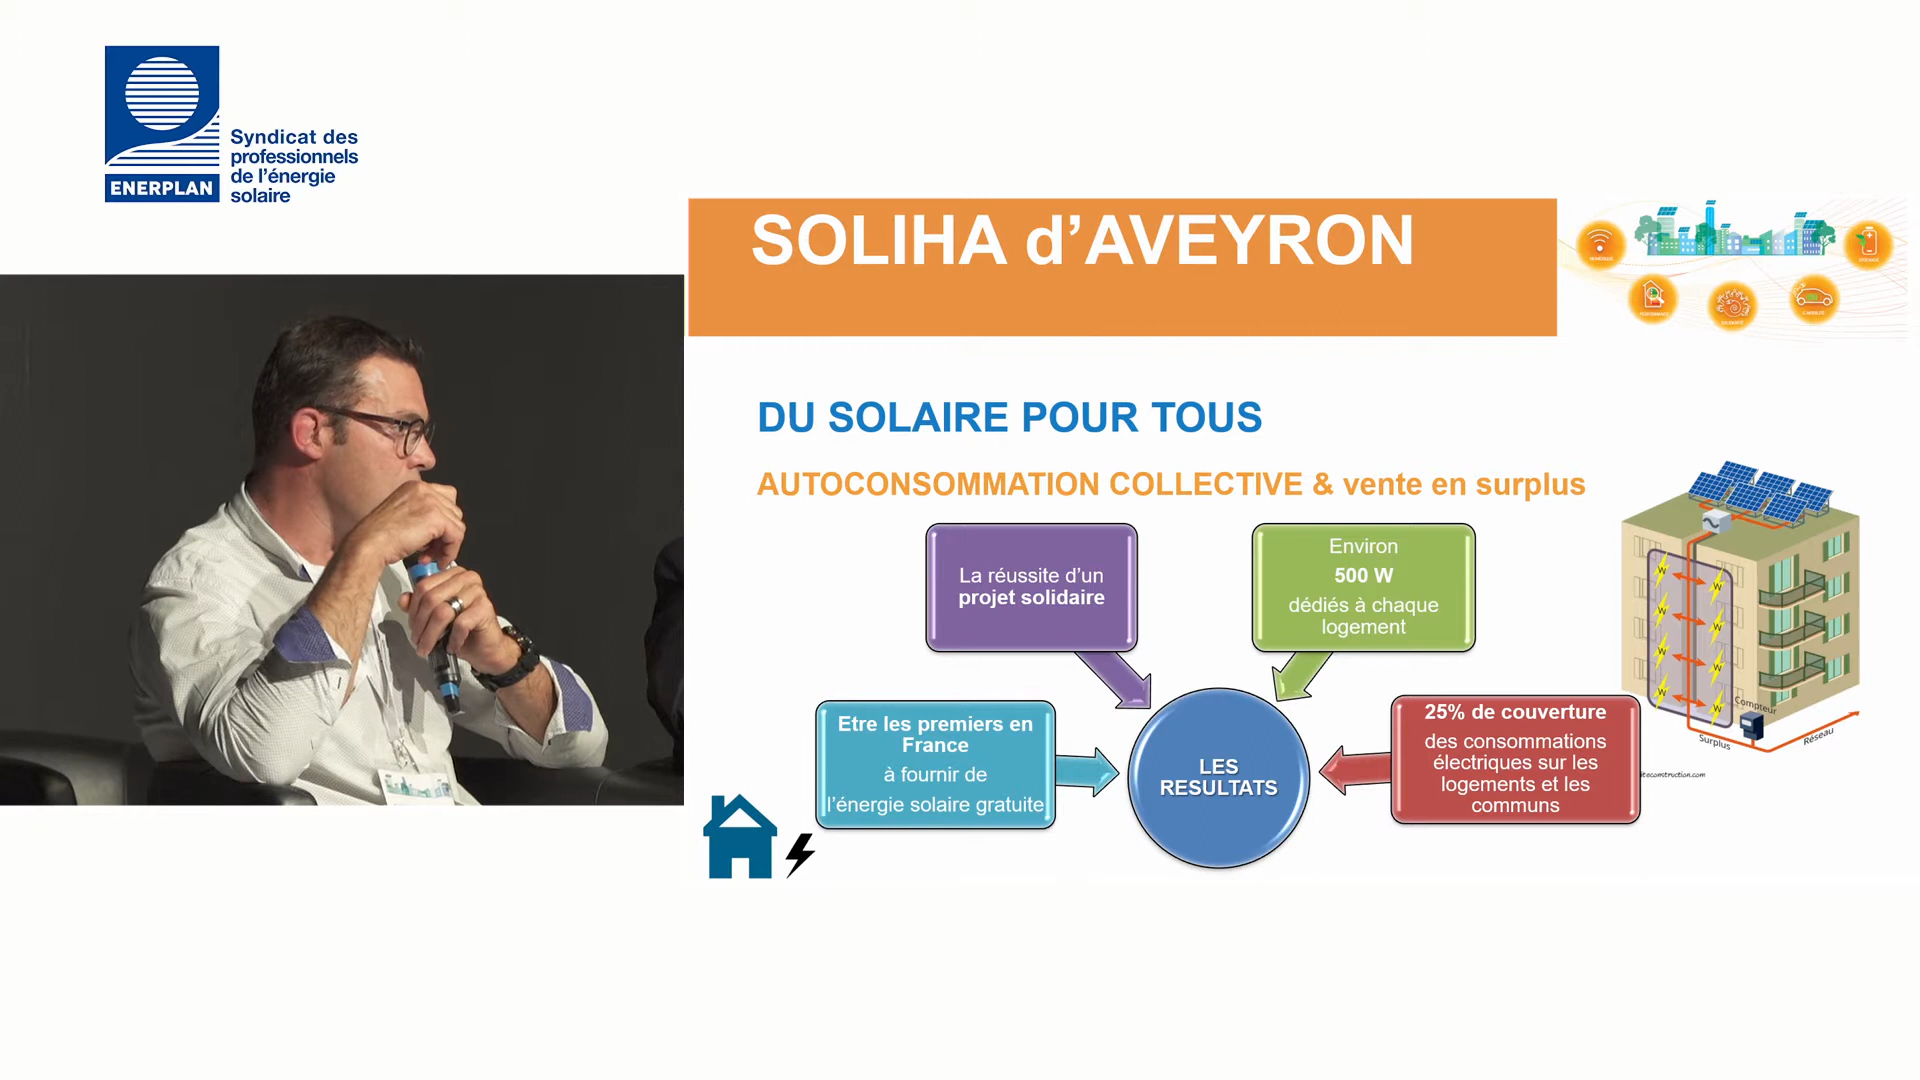 Syndicat des
professionnels
de l'énergie
solaire
ENERPLAN
SOLIHA d'AVEYRON
DU SOLAIRE POUR TOUS
AUTOCONSOMMATION COLLECTIVE & vente en surplus
La réussite d'un
projet solidaire
Environ
500 W
dédiés à chaque
logement
Etre les premiers en
France
à fournir de
l'énergie solaire gratuite
LES
RESULTATS
25% de couverture
des consommations
électriques sur les
logements et les
communs
W W
W W
W W
W W
Compteur
Surplus
Réseau